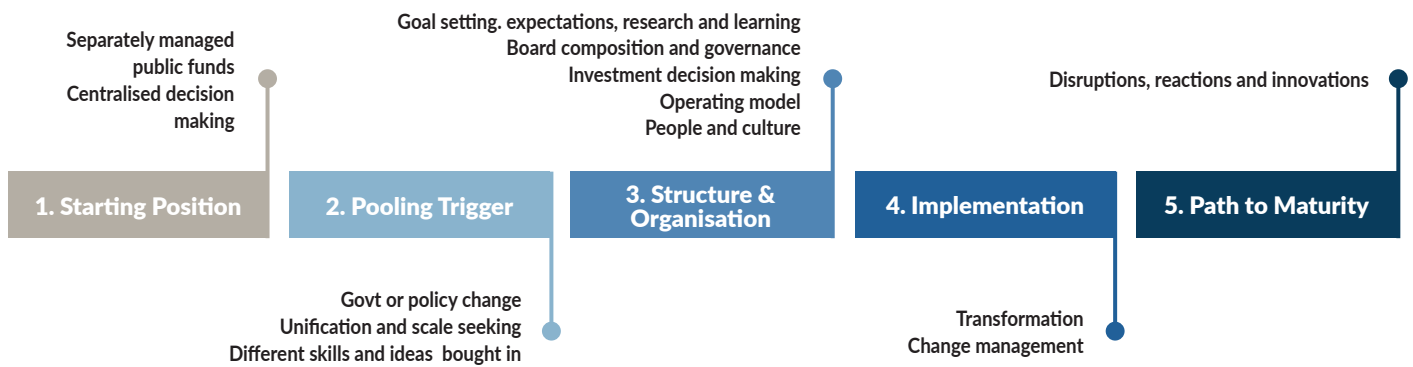 Separately managed
public funds
Centralised decision
making
1. Starting Position
2. Pooling Trigger
Govt or policy change
Unification and scale seeking
Different skills and ideas  bought in
Goal setting. expectations, research and learning
Board composition and governance
Investment decision making
Operating model
People and culture
3. Structure &
Organisation
4. Implementation
Transformation
Change management
Disruptions, reactions and innovations
5. Path to Maturity